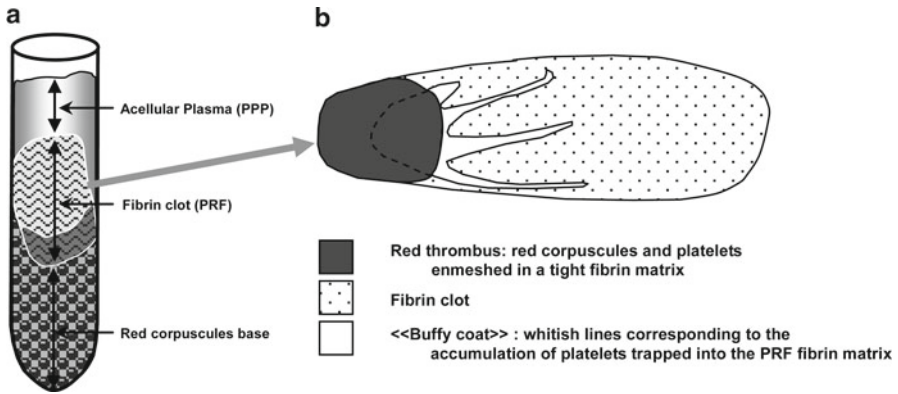 a
Acellular Plasma (PPP)
Fibrin clot (PRF)
Red corpuscules base
b
Red thrombus: red corpuscules and platelets
enmeshed in a tight fibrin matrix
Fibrin clot
<<Buffy coat>> : whitish lines corresponding to the
accumulation of platelets trapped into the PRF fibrin matrix